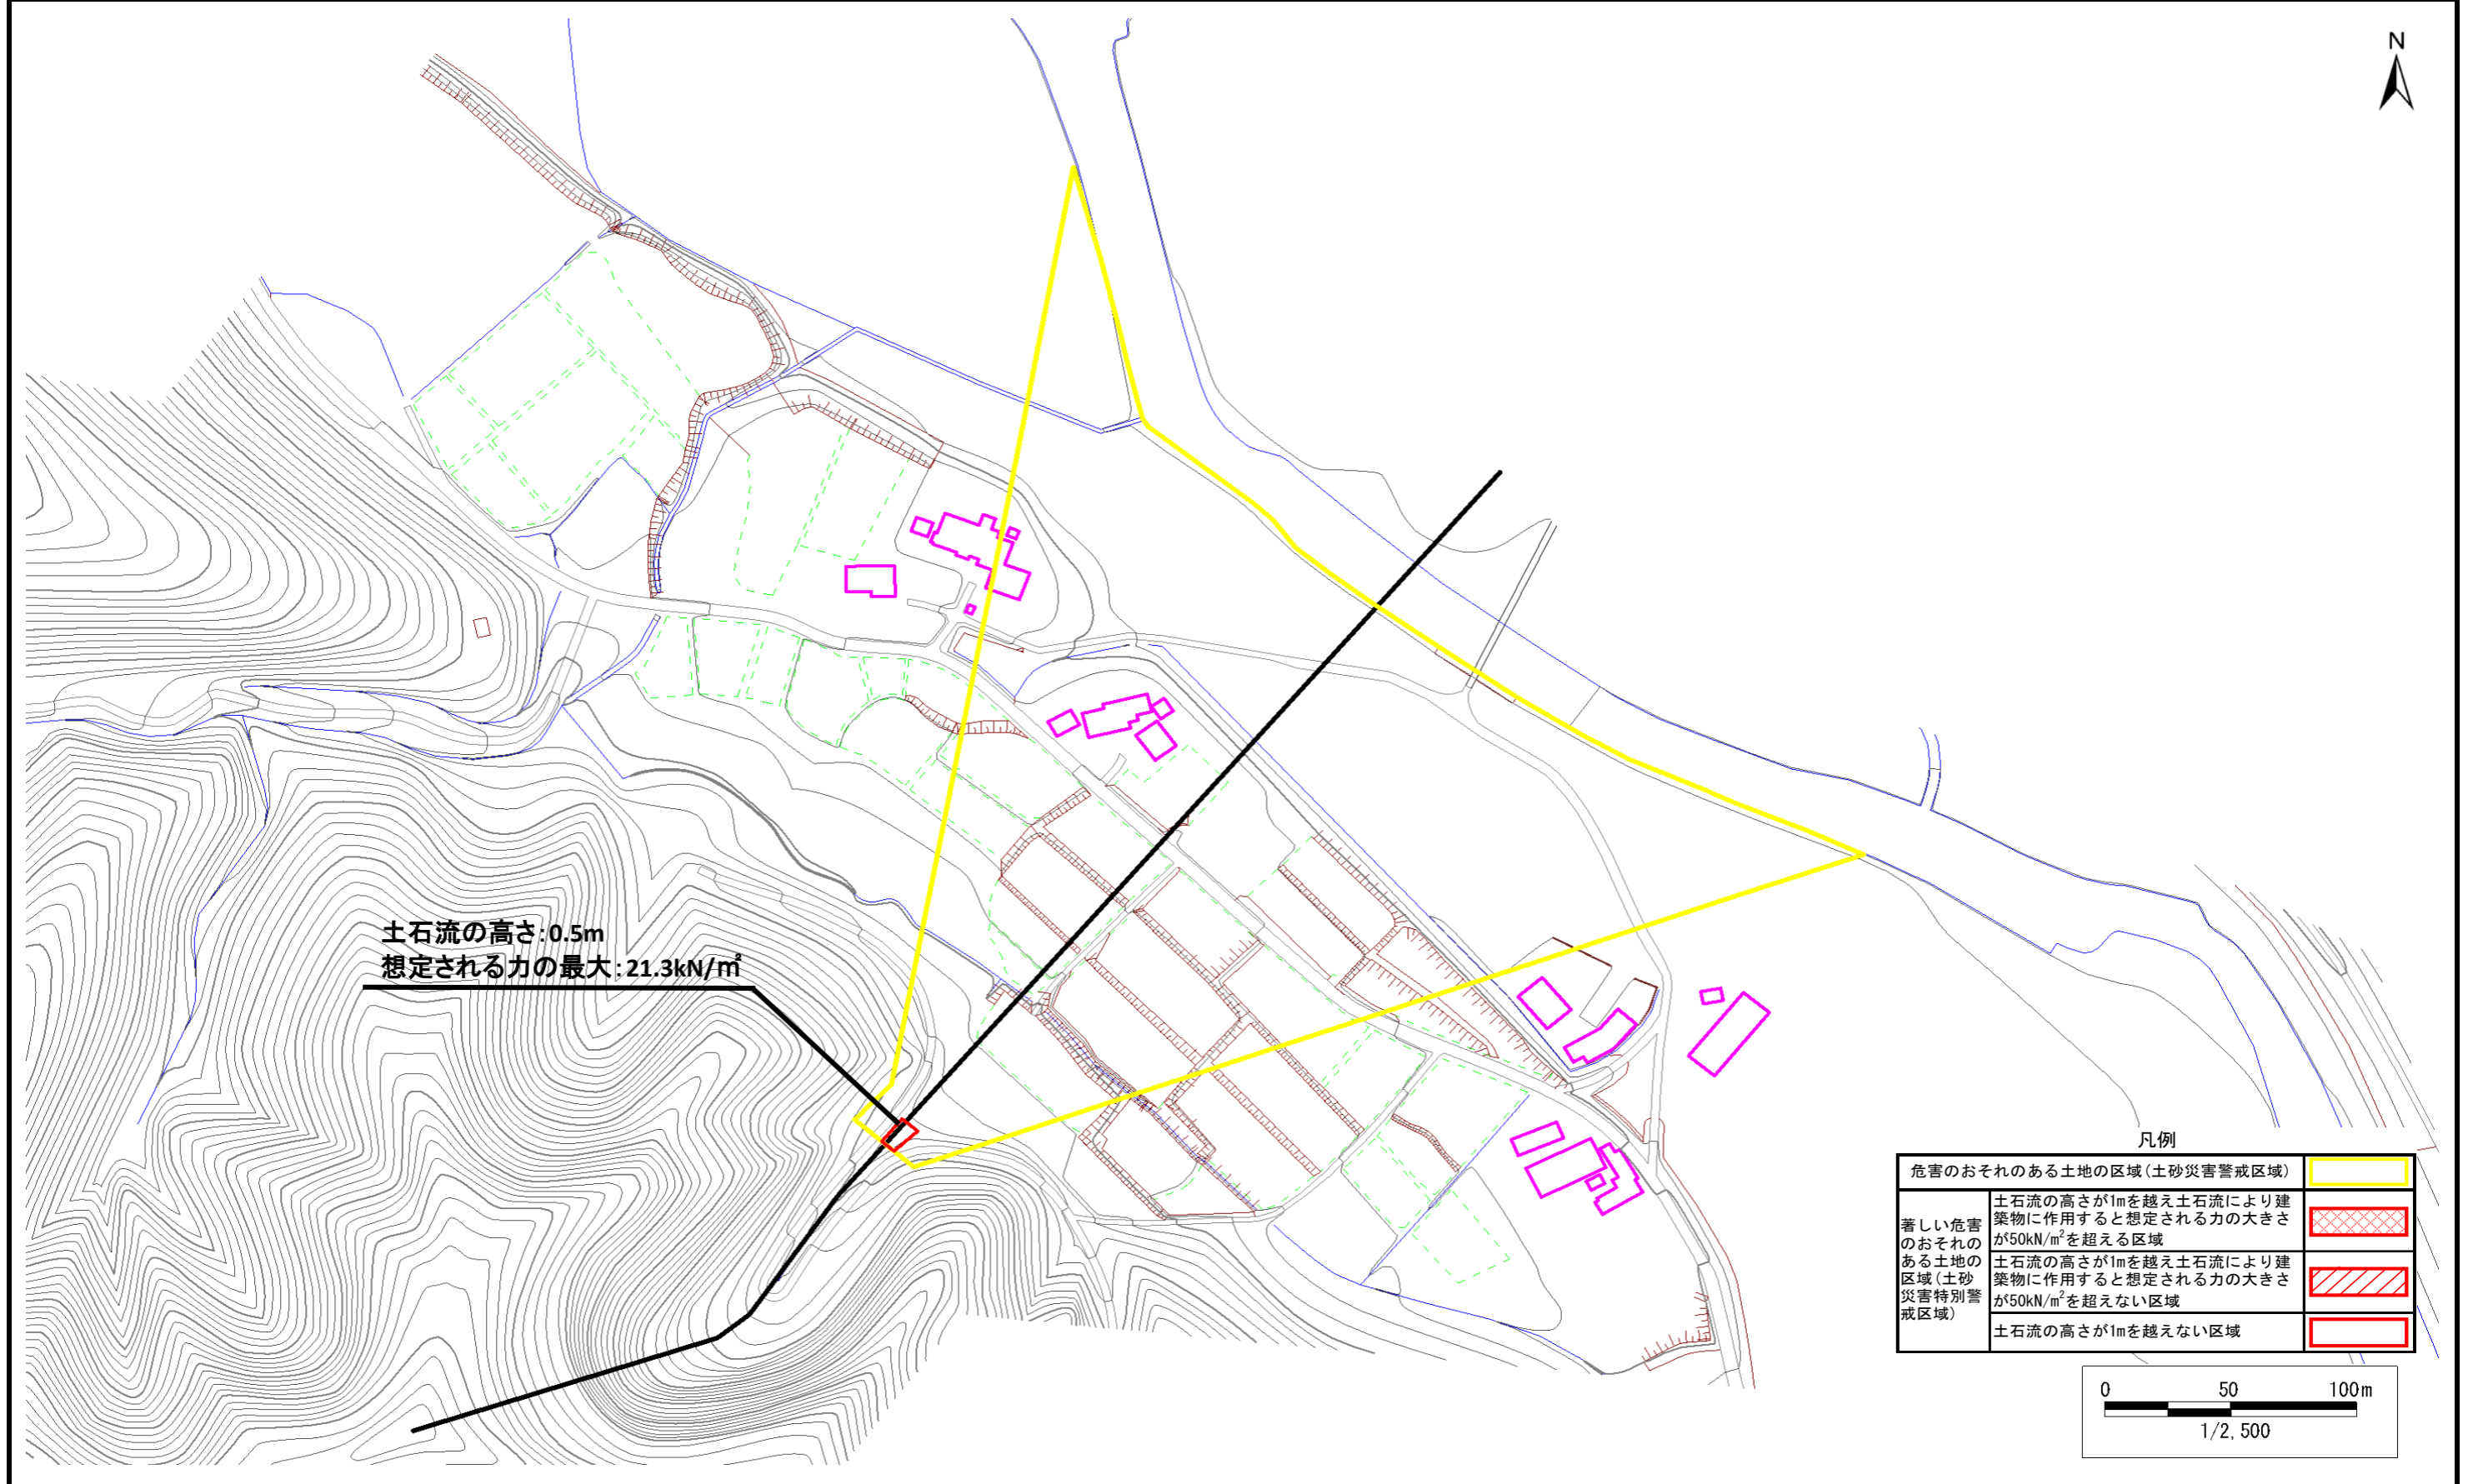 N
土石流の高さ:0.5m
想定される力の最大:21.3kN/㎡
凡例
危害のおそれのある土地の区域(土砂災害警戒区域)
著しい危害
のおそれの
ある土地の
区域(土砂
災害特別警
戒区域)
土石流の高さが1mを越え土石流により建
築物に作用すると想定される力の大きさ
が50kN/m²を超える区域
土石流の高さが1mを越え土石流により建
築物に作用すると想定される力の大きさ
が50kN/m²を超えない区域
土石流の高さが1mを越えない区域
0 50 100m
1/2,500